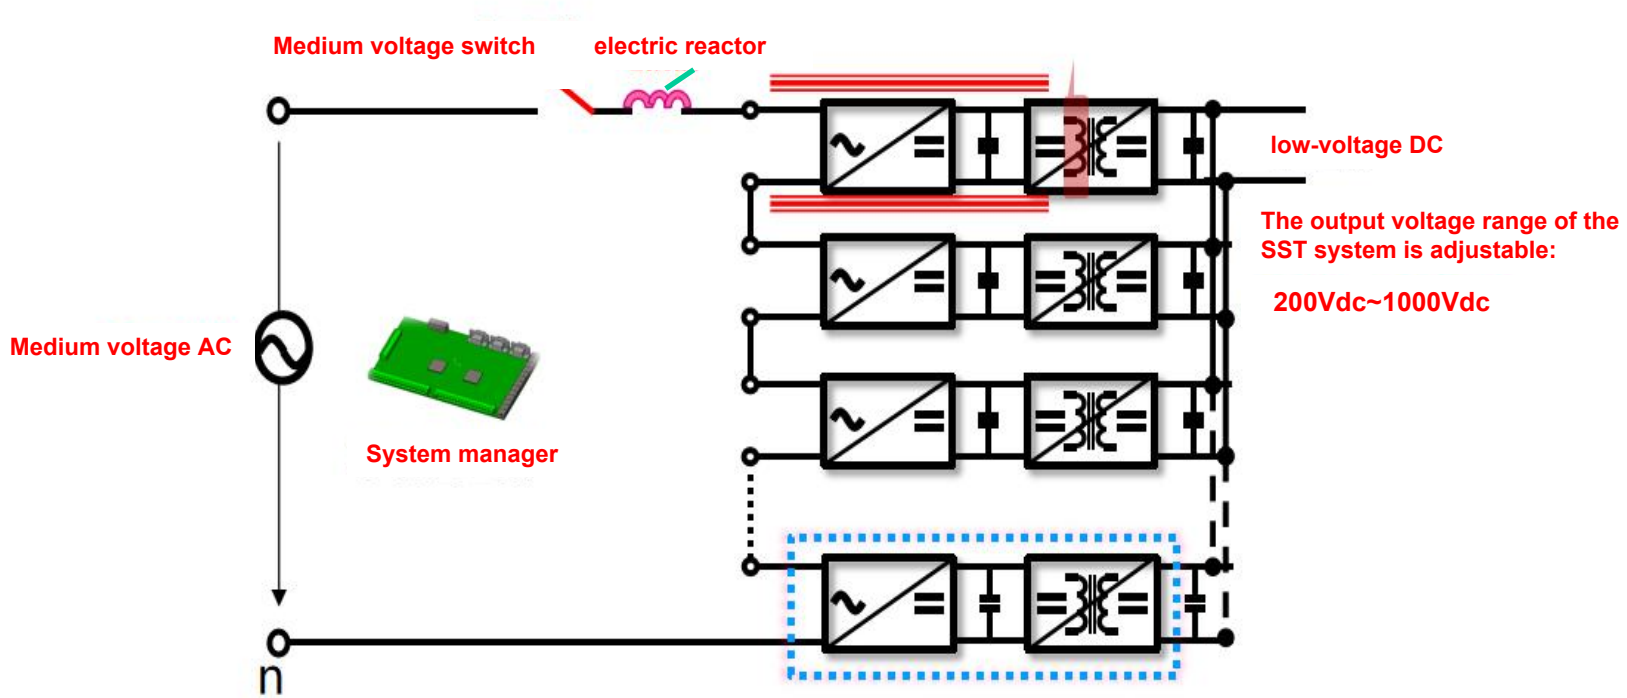 Medium voltage switch
electric reactor
low-voltage DC
The output voltage range of the
SST system is adjustable:
200Vdc~1000Vdc
Medium voltage AC
System manager
n